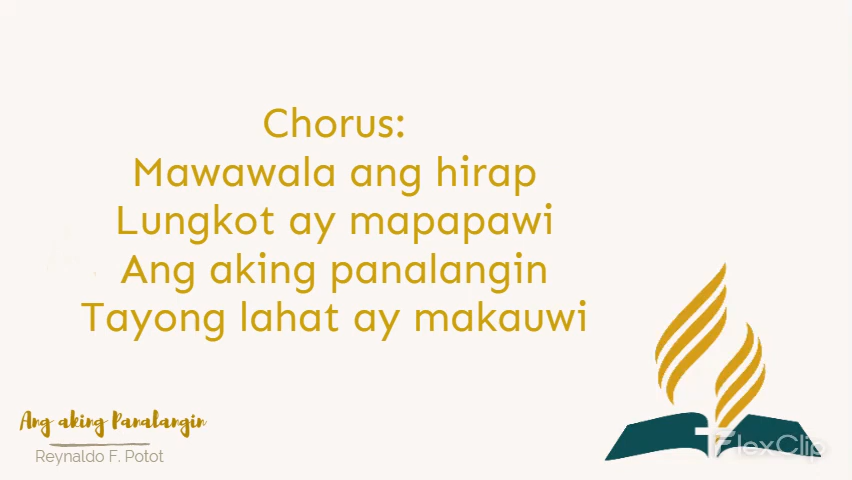 Chorus:
Mawawala ang hirap
Lungkot ay mapapawi
Ang aking panalangin
Tayong lahat ay makauwi
Ang aking Panalangin
Reynaldo F. Potot
FlexClip